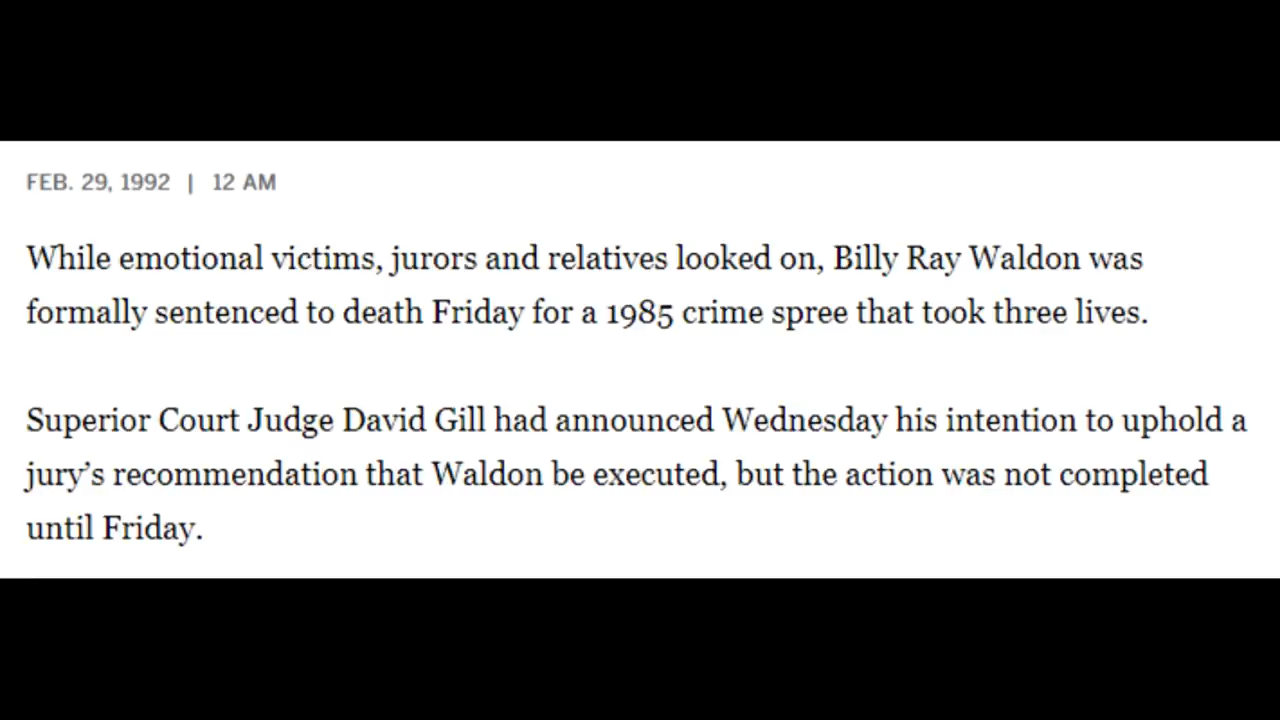 FEB. 29, 1992 | 12 AM
While emotional victims, jurors and relatives looked on, Billy Ray Waldon was
formally sentenced to death Friday for a 1985 crime spree that took three lives.
Superior Court Judge David Gill had announced Wednesday his intention to uphold a
jury’s recommendation that Waldon be executed, but the action was not completed
until Friday.